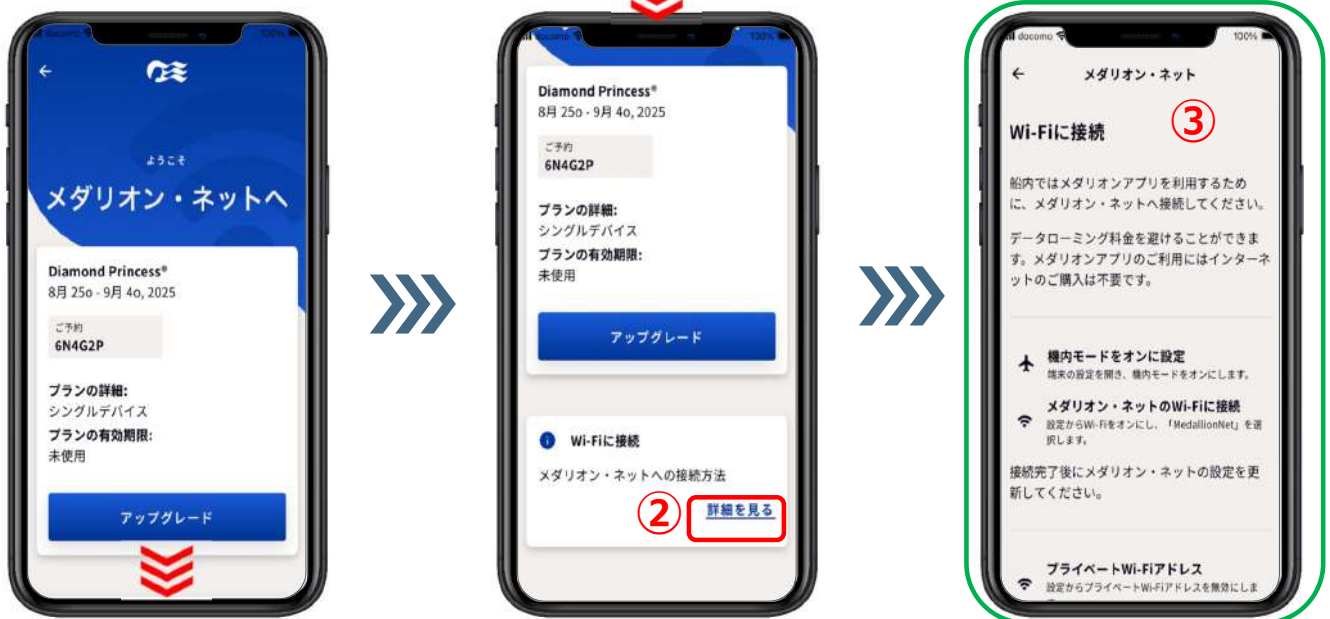 100%
ようこそ
メダリオン・ネットへ
Diamond Princess®
8月 25o - 9月 4o, 2025
ご予約
6N4G2P
プランの詳細:
シングルデバイス
プランの有効期限:
未使用
アップグレード
100%
Diamond Princess®
8月 25o - 9月 4o, 2025
ご予約
6N4G2P
プランの詳細:
シングルデバイス
プランの有効期限:
未使用
アップグレード
Wi-Fiに接続
メダリオン・ネットへの接続方法
② 詳細を見る
docomo 100%
メダリオン・ネット
③
Wi-Fiに接続
船内ではメダリオンアプリを利用するため
に、メダリオン・ネットへ接続してください。
データローミング料金を避けることができま
す。メダリオンアプリのご利用にはインターネ
ットのご購入は不要です。
機内モードをオンに設定
端末の設定を開き、機内モードをオンにします。
メダリオン・ネットのWi-Fiに接続
設定からWi-Fiをオンにし、「MedallionNet」を選
択します。
接続完了後にメダリオン・ネットの設定を更
新してください。
プライベートWi-Fiアドレス
設定からプライベートWi-Fiアドレスを無効にしま